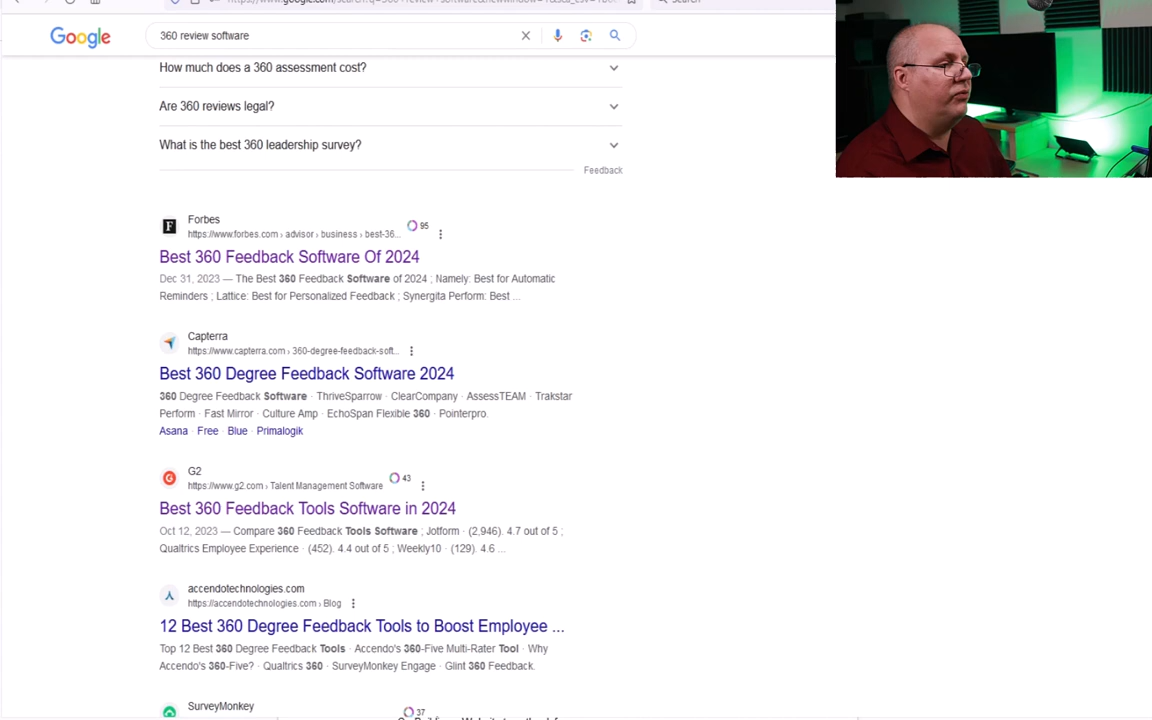 Google
360 review software
How much does a 360 assessment cost?
Are 360 reviews legal?
What is the best 360 leadership survey?
Feedback
Forbes
https://www.forbes.com › advisor › business › best-36...
95
Best 360 Feedback Software Of 2024
Dec 31, 2023 — The Best 360 Feedback Software of 2024 ; Namely: Best for Automatic
Reminders ; Lattice: Best for Personalized Feedback ; Synergita Perform: Best ...
Capterra
https://www.capterra.com › 360-degree-feedback-soft...
Best 360 Degree Feedback Software 2024
360 Degree Feedback Software · ThriveSparrow · ClearCompany · AssessTEAM · Trakstar
Perform · Fast Mirror · Culture Amp · EchoSpan Flexible 360 · Pointerpro.
Asana · Free · Blue · Primalogik
G2
https://www.g2.com › Talent Management Software
43
Best 360 Feedback Tools Software in 2024
Oct 12, 2023 — Compare 360 Feedback Tools Software ; Jotform · (2,946). 4.7 out of 5 ;
Qualtrics Employee Experience · (452). 4.4 out of 5 ; Weekly10 · (129). 4.6 ...
accendotechnologies.com
https://accendotechnologies.com › Blog
12 Best 360 Degree Feedback Tools to Boost Employee ...
Top 12 Best 360 Degree Feedback Tools · Accendo's 360-Five Multi-Rater Tool · Why
Accendo's 360-Five? · Qualtrics 360 · SurveyMonkey Engage · Glint 360 Feedback.
SurveyMonkey
37